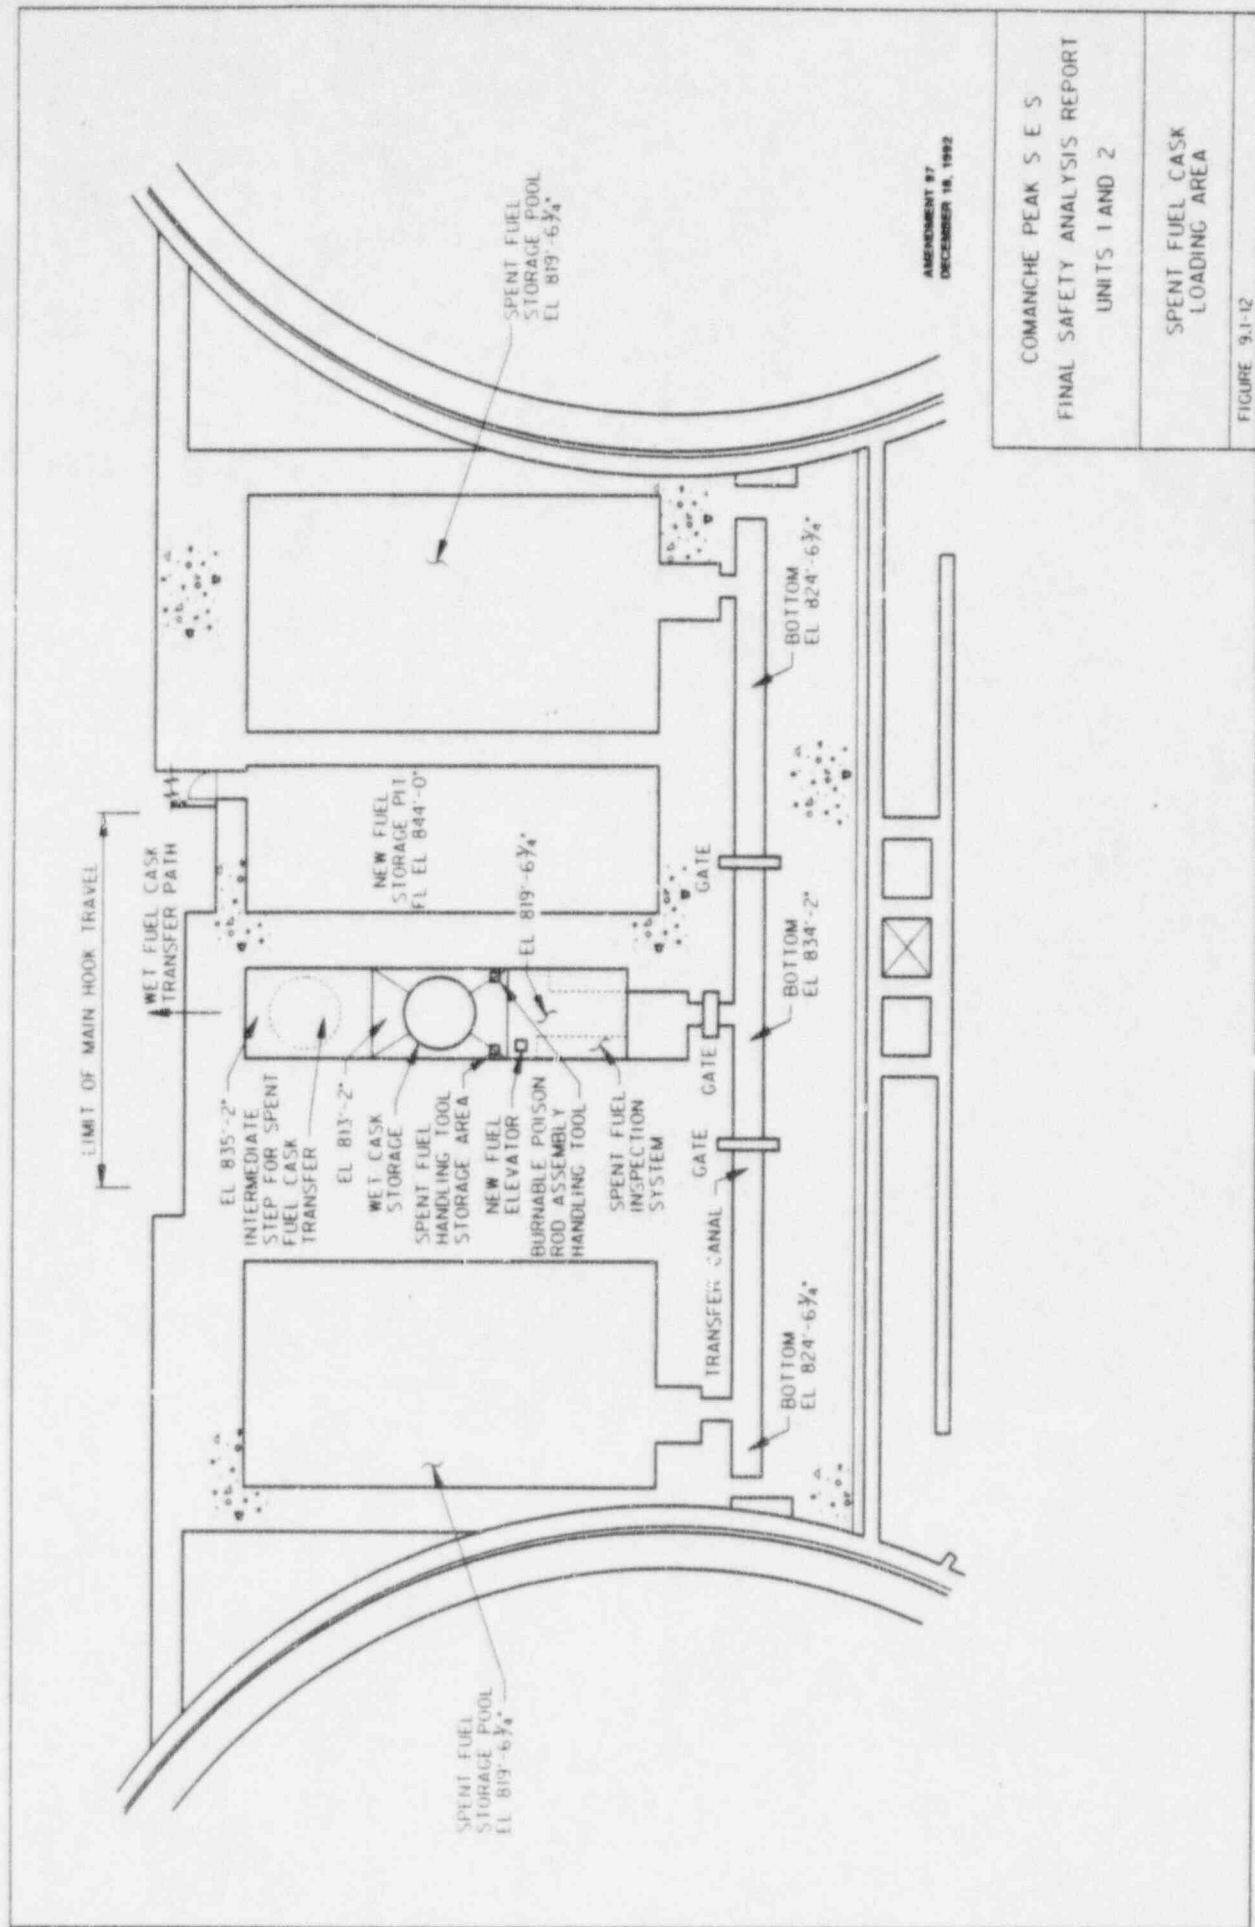 LIMIT OF MAIN HOOK TRAVEL
WET FUEL CASK
TRANSFER PATH
EL 835'-2"
INTERMEDIATE
STEP FOR SPENT
FUEL CASK
TRANSFER
EL 813'-2"
WET CASK
STORAGE
SPENT FUEL
HANDLING TOOL
STORAGE AREA
NEW FUEL
ELEVATOR
BURNABLE POISON
ROD ASSEMBLY
HANDLING TOOL
SPENT FUEL
INSPECTION
SYSTEM
NEW FUEL
STORAGE PIT
FL EL 844'-0"
EL 819'-6¾"
SPENT FUEL
STORAGE POOL
EL 819'-6¾"
SPENT FUEL
STORAGE POOL
EL 819'-6¾"
TRANSFER CANAL
GATE
GATE
GATE
BOTTOM
EL 824'-6¾"
BOTTOM
EL 834'-2"
BOTTOM
EL 824'-6¾"
AMENDMENT 87
DECEMBER 18, 1992
COMANCHE PEAK S E S
FINAL SAFETY ANALYSIS REPORT
UNITS 1 AND 2
SPENT FUEL CASK
LOADING AREA
FIGURE 9.1-12